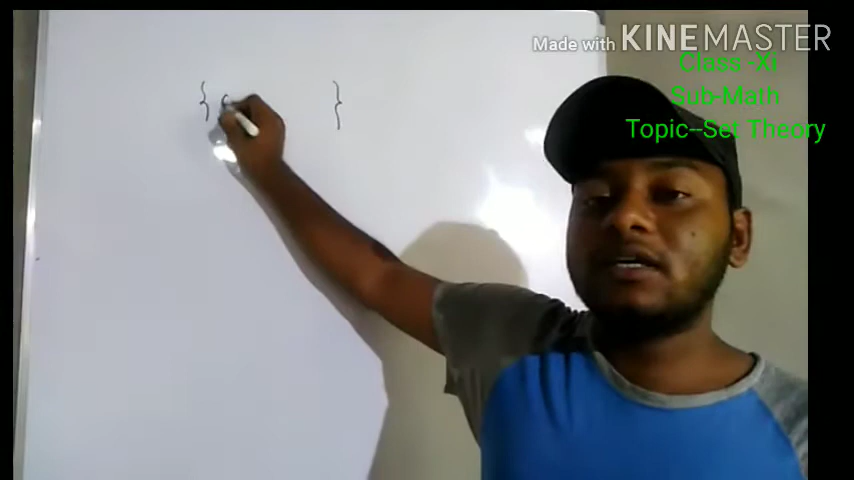 Made with KINEMASTER
Class -Xi
Sub-Math
Topic--Set Theory
{ }